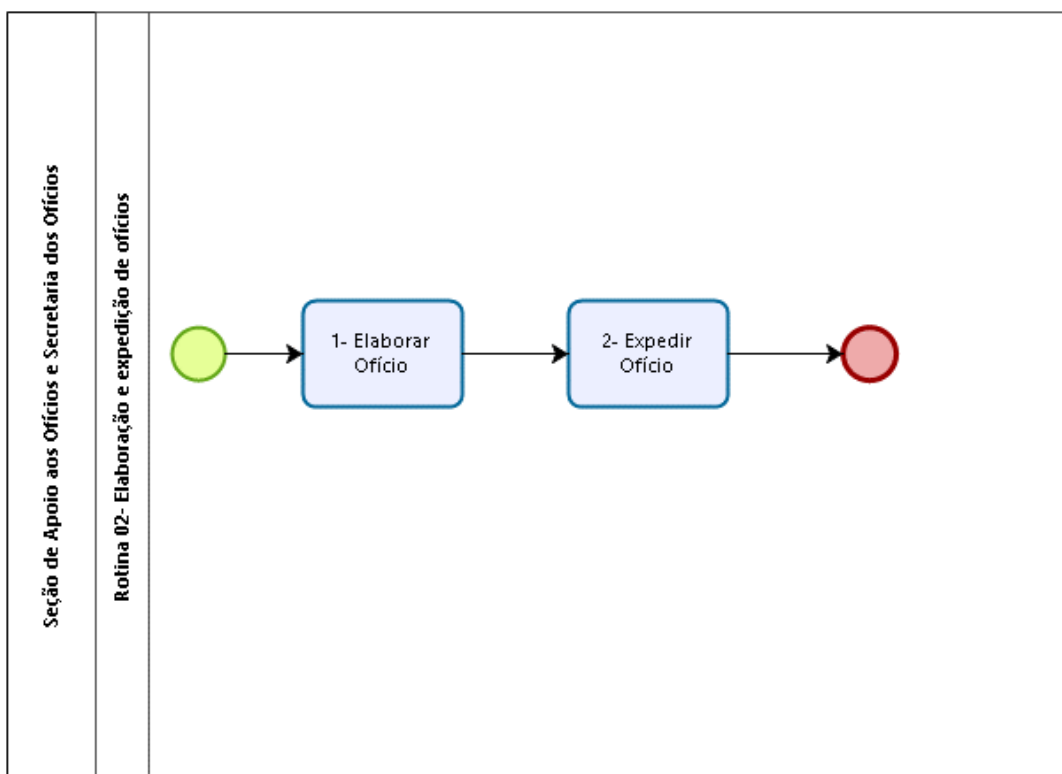 Seção de Apoio aos Ofícios e Secretaria dos Ofícios
Rotina 02- Elaboração e expedição de ofícios
1- Elaborar
Ofício
2- Expedir
Ofício